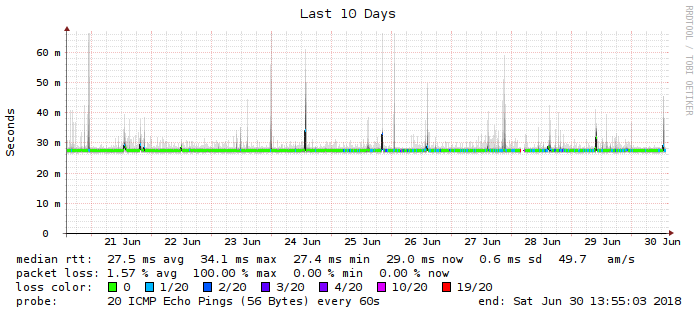 Last 10 Days
RRDTOOL / TOBI OETIKER
Seconds
60 m
50 m
40 m
30 m
20 m
10 m
0
21 Jun 22 Jun 23 Jun 24 Jun 25 Jun 26 Jun 27 Jun 28 Jun 29 Jun 30 Jun
median rtt: 27.5 ms avg 34.1 ms max 27.4 ms min 29.0 ms now 0.6 ms sd 49.7 am/s
packet loss: 1.57 % avg 100.00 % max 0.00 % min 0.00 % now
loss color: 0 1/20 2/20 3/20 4/20 10/20 19/20
probe: 20 ICMP Echo Pings (56 Bytes) every 60s end: Sat Jun 30 13:55:03 2018